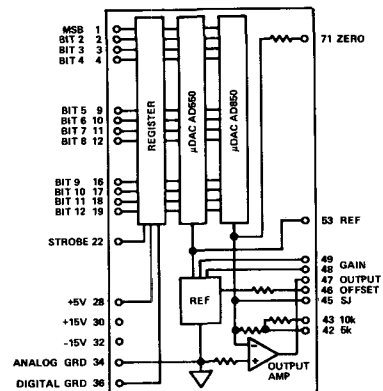 MSB 1
BIT 2 2
BIT 3 3
BIT 4 4
BIT 5 9
BIT 6 10
BIT 7 11
BIT 8 12
BIT 9 16
BIT 10 17
BIT 11 18
BIT 12 19
STROBE 22
+5V 28
+15V 30
-15V 32
ANALOG GRD 34
DIGITAL GRD 36
REGISTER
μDAC AD550
μDAC AD850
REF
71 ZERO
53 REF
49
48 GAIN
47 OUTPUT
46 OFFSET
45 SJ
43 10k
42 5k
OUTPUT
AMP